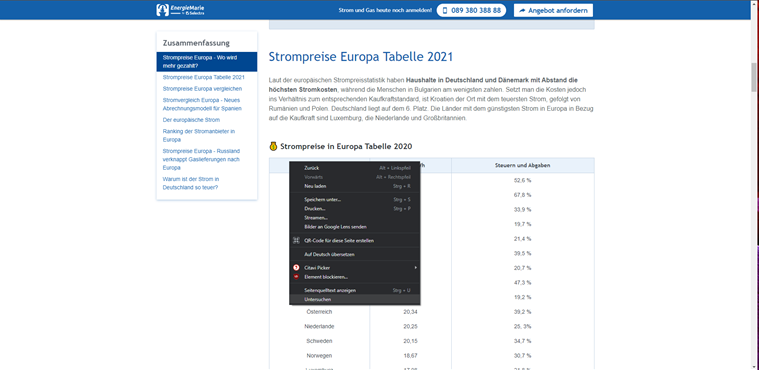 EnergieMarie
by Selectra
Strom und Gas heute noch anmelden!
089 380 388 88
Angebot anfordern
Zusammenfassung
Strompreise Europa - Wo wird
mehr gezahlt?
Strompreise Europa Tabelle 2021
Strompreise Europa vergleichen
Stromvergleich Europa - Neues
Abrechnungsmodell für Spanien
Der europäische Strom
Ranking der Stromanbieter in
Europa
Strompreise Europa - Russland
verknappt Gaslieferungen nach
Europa
Warum ist der Strom in
Deutschland so teuer?
Strompreise Europa Tabelle 2021
Laut der europäischen Strompreisstatistik haben Haushalte in Deutschland und Dänemark mit Abstand die
höchsten Stromkosten, während die Menschen in Bulgarien am wenigsten zahlen. Setzt man die Kosten jedoch
ins Verhältnis zum entsprechenden Kaufkraftstandard, ist Kroatien der Ort mit dem teuersten Strom, gefolgt von
Rumänien und Polen. Deutschland liegt auf dem 6. Platz. Die Länder mit dem günstigsten Strom in Europa in Bezug
auf die Kaufkraft sind Luxemburg, die Niederlande und Großbritannien.
Strompreise in Europa Tabelle 2020
Steuern und Abgaben
Zurück Alt + Linkspfeil
Vorwärts Alt + Rechtspfeil
Neu laden Strg + R
Speichern unter... Strg + S
Drucken... Strg + P
Streamen...
Bilder an Google Lens senden
QR-Code für diese Seite erstellen
Auf Deutsch übersetzen
Citavi Picker
Element blockieren...
Seitenquelltext anzeigen Strg + U
Untersuchen
52,6 %
67,8 %
33,9 %
19,7 %
21,4 %
39,5 %
20,7 %
47,3 %
19,2 %
Österreich 20,34 39,2 %
Niederlande 20,25 25, 3%
Schweden 20,15 34,7 %
Norwegen 18,67 30,7 %